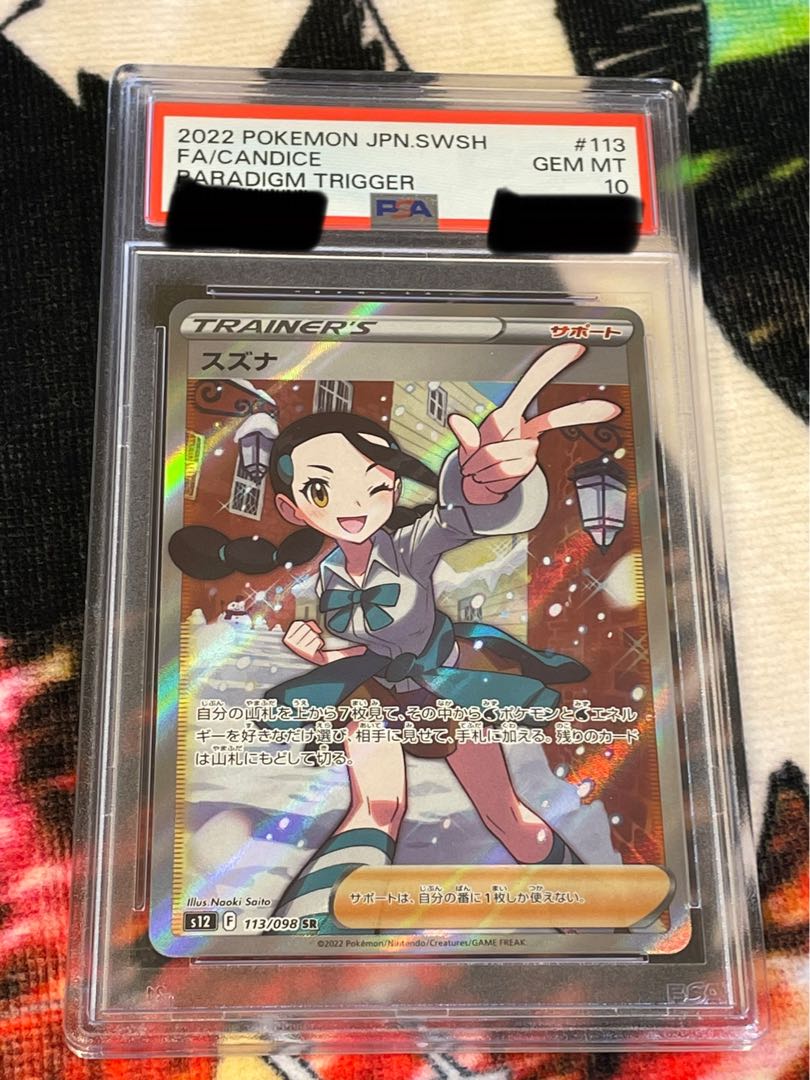 2022 POKEMON JPN.SWSH #113
FA/CANDICE GEM MT
PARADIGM TRIGGER 10
PSA
TRAINER'S サポート
スズナ
自分の山札を上から7枚見て、その中からポケモンとエネル
ギーを好きなだけ選び、相手に見せて、手札に加える。残りのカード
は山札にもどして切る。
サポートは、自分の番に1枚しか使えない。
Illus. Naoki Saito
s12 F 113/098 SR
©2022 Pokémon/Nintendo/Creatures/GAME FREAK
PSA